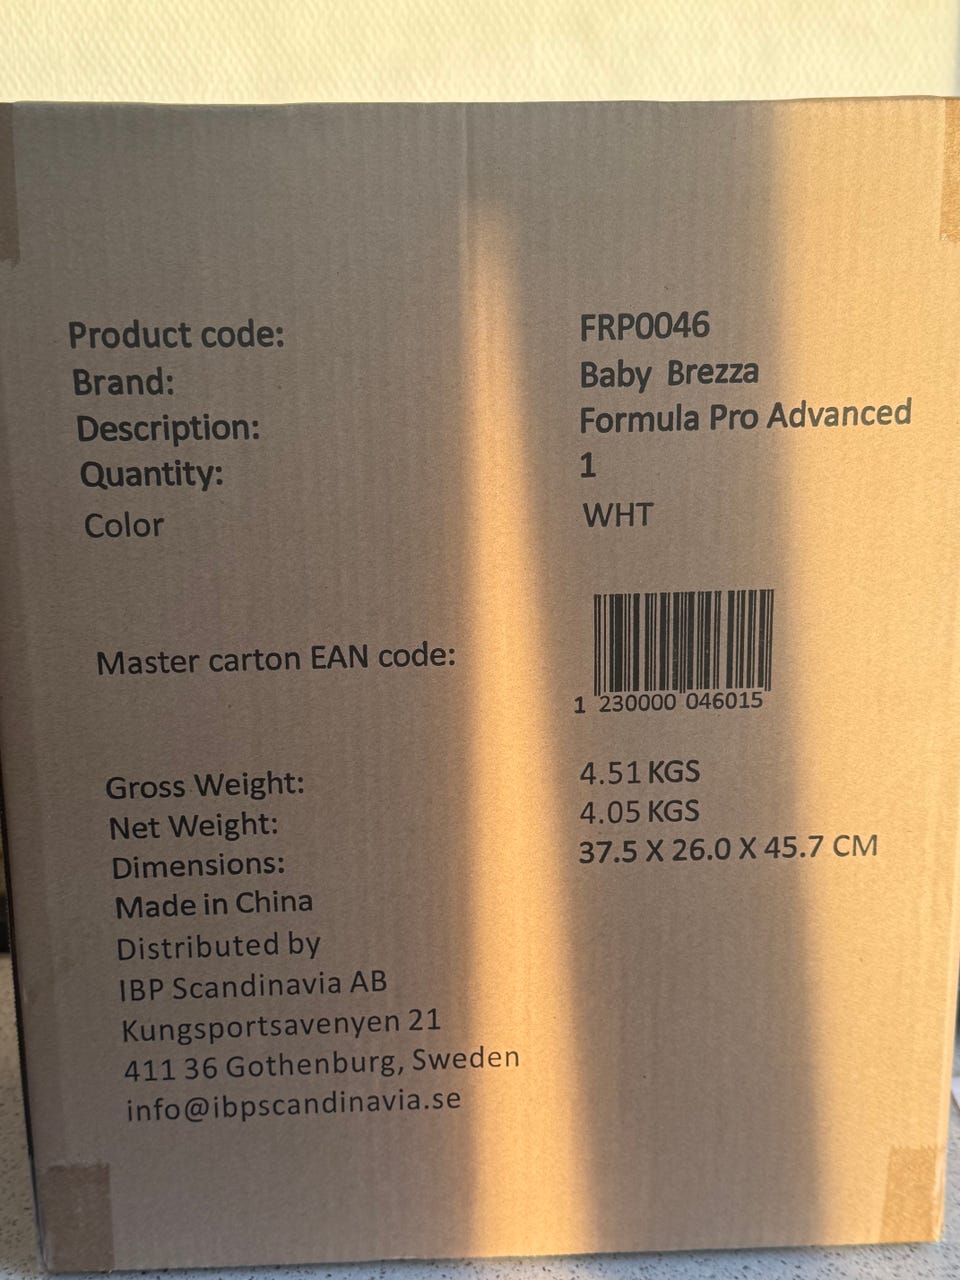 Product code: FRP0046
Brand: Baby Brezza
Description: Formula Pro Advanced
Quantity: 1
Color WHT
Master carton EAN code:
1 230000 046015
Gross Weight: 4.51 KGS
Net Weight: 4.05 KGS
Dimensions: 37.5 X 26.0 X 45.7 CM
Made in China
Distributed by
IBP Scandinavia AB
Kungsportsavenyen 21
411 36 Gothenburg, Sweden
info@ibpscandinavia.se